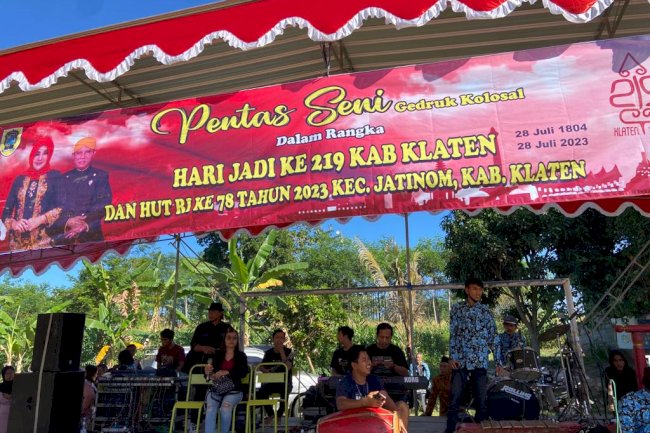 Pentas Seni Gedruk Kolosal
Dalam Rangka
HARI JADI KE 219 KAB KLATEN
28 Juli 1804
28 Juli 2023
DAN HUT RI KE 78 TAHUN 2023 KEC. JATINOM, KAB, KLATEN
219
KLATEN
KORG